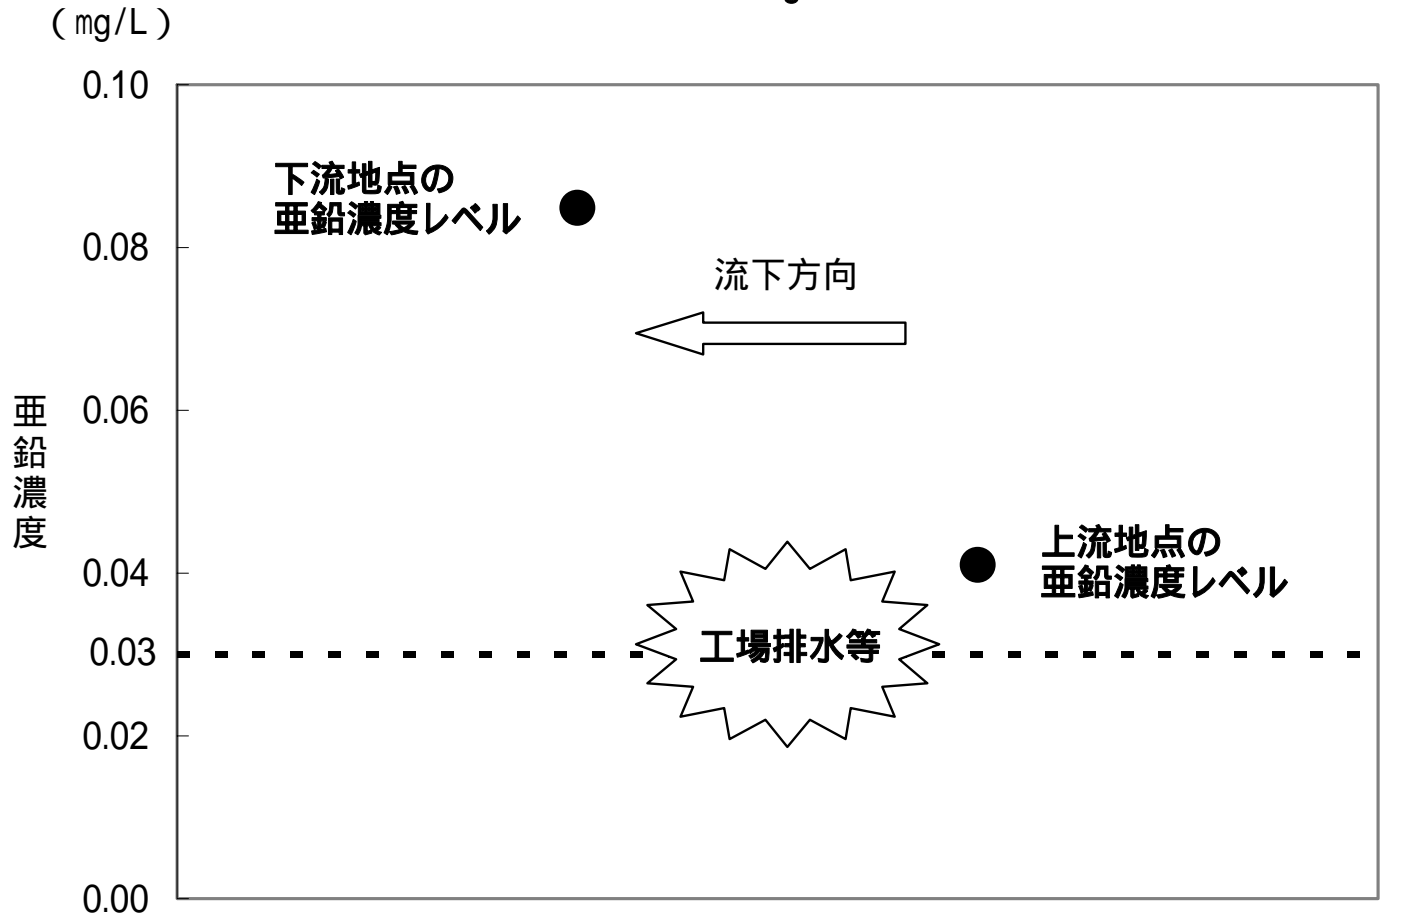 (mg/L)
0.10
下流地点の
亜鉛濃度レベル
0.08
流下方向
0.06
亜鉛濃度
上流地点の
亜鉛濃度レベル
0.04
工場排水等
0.03
0.02
0.00